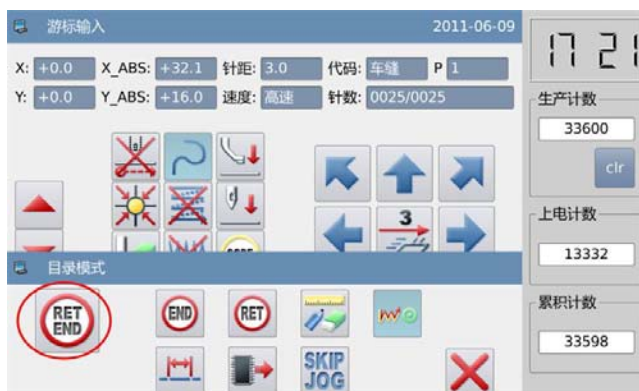 游标输入 2011-06-09
17 21
X: +0.0 X_ABS: +32.1 针距: 3.0 代码: 车缝 P 1
Y: +0.0 Y_ABS: +16.0 速度: 高速 针数: 0025/0025
生产计数
33600
clr
3
上电计数
13332
目录模式
RET
END
END
RET
SKIP
JOG
累积计数
33598